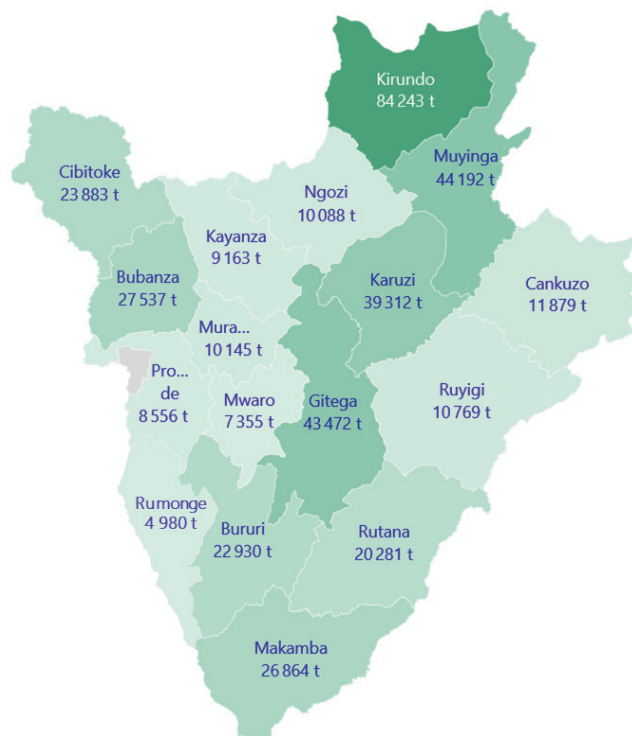 Kirundo
84 243 t
Muyinga
44 192 t
Cibitoke
23 883 t
Ngozi
10 088 t
Kayanza
9 163 t
Bubanza
27 537 t
Karuzi
39 312 t
Cankuzo
11 879 t
Mura...
10 145 t
Pro...
de
8 556 t
Mwaro
7 355 t
Gitega
43 472 t
Ruyigi
10 769 t
Rumonge
4 980 t
Bururi
22 930 t
Rutana
20 281 t
Makamba
26 864 t